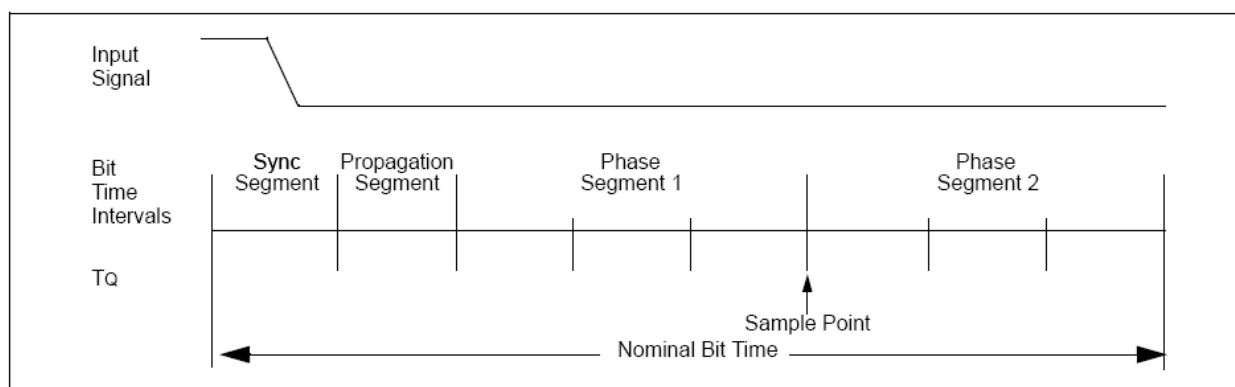 Input
Signal
Bit
Time
Intervals
Sync
Segment
Propagation
Segment
Phase
Segment 1
Phase
Segment 2
TQ
Sample Point
Nominal Bit Time